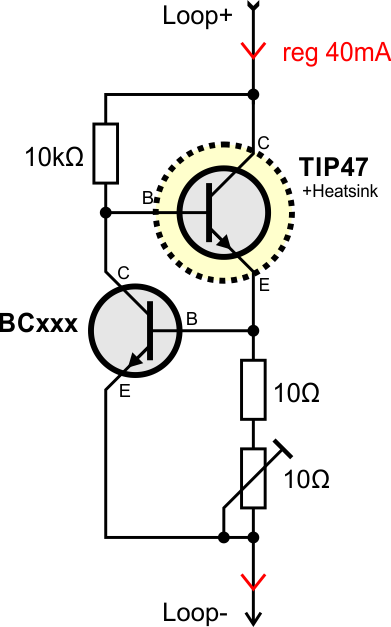 Loop+
reg 40mA
10kΩ
C
TIP47
+Heatsink
B
E
C
BCxxx
B
E
10Ω
10Ω
Loop-